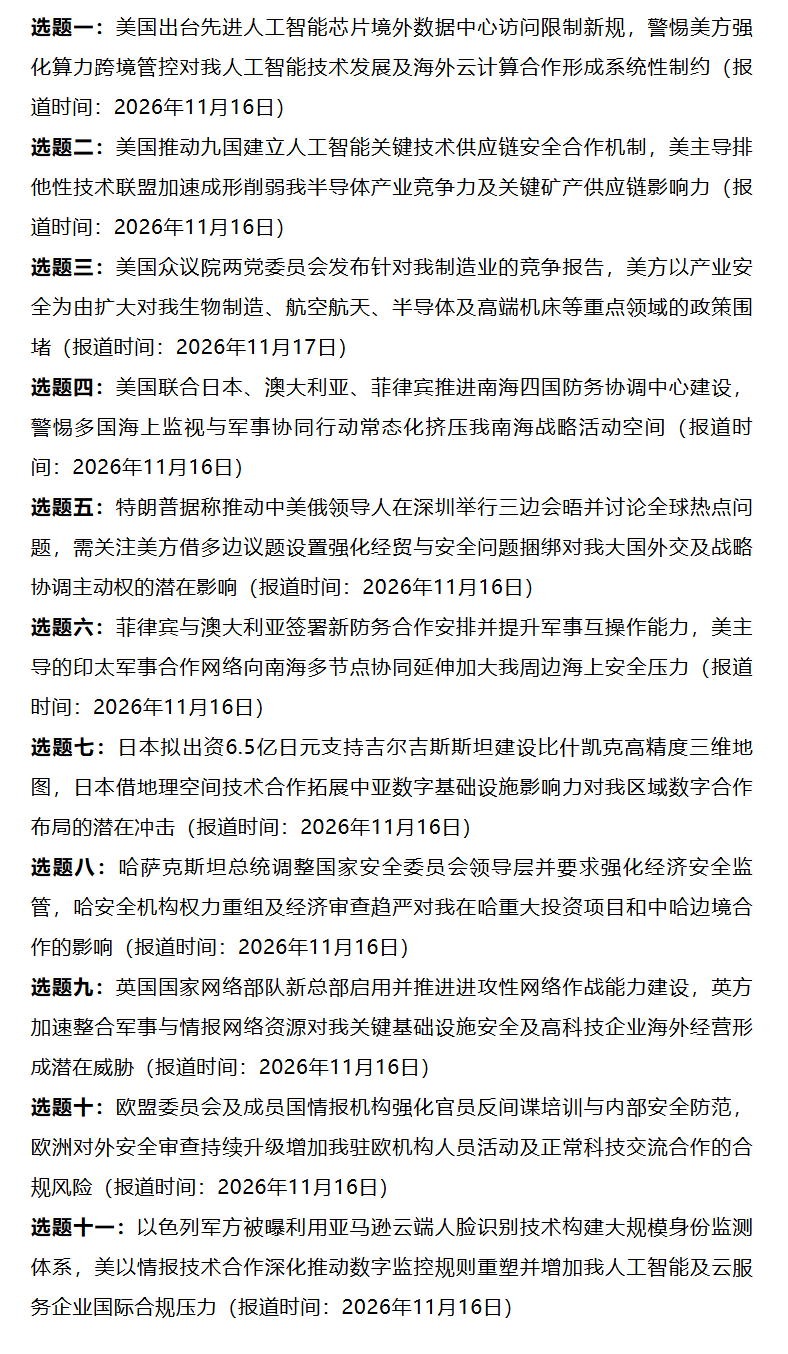 选题一：美国出台先进人工智能芯片境外数据中心访问限制新规，警惕美方强
化算力跨境管控对我人工智能技术发展及海外云计算合作形成系统性制约（报
道时间：2026年11月16日）
选题二：美国推动九国建立人工智能关键技术供应链安全合作机制，美主导排
他性技术联盟加速成形削弱我半导体产业竞争力及关键矿产供应链影响力（报
道时间：2026年11月16日）
选题三：美国众议院两党委员会发布针对我制造业的竞争报告，美方以产业安
全为由扩大对我生物制造、航空航天、半导体及高端机床等重点领域的政策围
堵（报道时间：2026年11月17日）
选题四：美国联合日本、澳大利亚、菲律宾推进南海四国防务协调中心建设，
警惕多国海上监视与军事协同行动常态化挤压我南海战略活动空间（报道时
间：2026年11月16日）
选题五：特朗普据称推动中美俄领导人在深圳举行三边会晤并讨论全球热点问
题，需关注美方借多边议题设置强化经贸与安全问题捆绑对我大国外交及战略
协调主动权的潜在影响（报道时间：2026年11月16日）
选题六：菲律宾与澳大利亚签署新防务合作安排并提升军事互操作能力，美主
导的印太军事合作网络向南海多节点协同延伸加大我周边海上安全压力（报道
时间：2026年11月16日）
选题七：日本拟出资6.5亿日元支持吉尔吉斯斯坦建设比什凯克高精度三维地
图，日本借地理空间技术合作拓展中亚数字基础设施影响力对我区域数字合作
布局的潜在冲击（报道时间：2026年11月16日）
选题八：哈萨克斯坦总统调整国家安全委员会领导层并要求强化经济安全监
管，哈安全机构权力重组及经济审查趋严对我在哈重大投资项目和中哈边境合
作的影响（报道时间：2026年11月16日）
选题九：英国国家网络部队新总部启用并推进进攻性网络作战能力建设，英方
加速整合军事与情报网络资源对我关键基础设施安全及高科技企业海外经营形
成潜在威胁（报道时间：2026年11月16日）
选题十：欧盟委员会及成员国情报机构强化官员反间谍培训与内部安全防范，
欧洲对外安全审查持续升级增加我驻欧机构人员活动及正常科技交流合作的合
规风险（报道时间：2026年11月16日）
选题十一：以色列军方被曝利用亚马逊云端人脸识别技术构建大规模身份监测
体系，美以情报技术合作深化推动数字监控规则重塑并增加我人工智能及云服
务企业国际合规压力（报道时间：2026年11月16日）